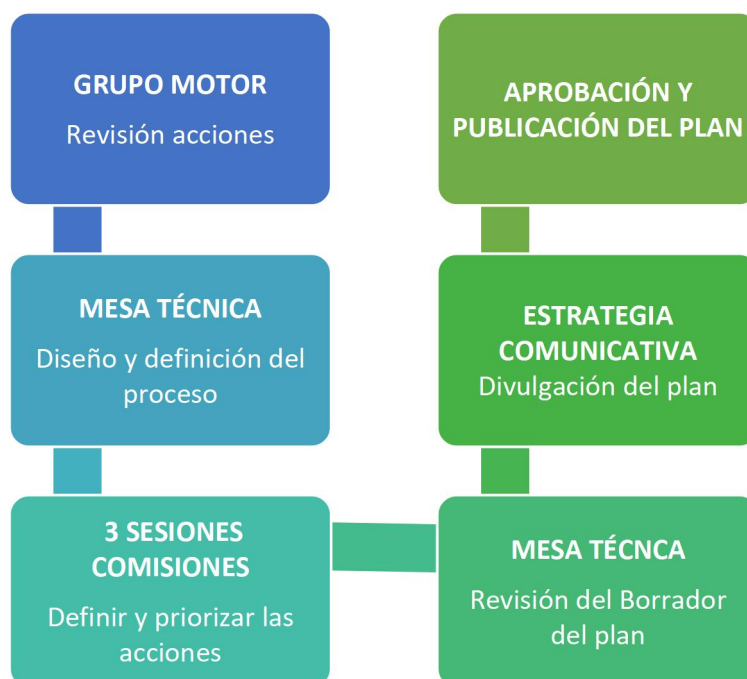 GRUPO MOTOR
Revisión acciones
MESA TÉCNICA
Diseño y definición del
proceso
3 SESIONES
COMISIONES
Definir y priorizar las
acciones
MESA TÉCNCA
Revisión del Borrador
del plan
ESTRATEGIA
COMUNICATIVA
Divulgación del plan
APROBACIÓN Y
PUBLICACIÓN DEL PLAN